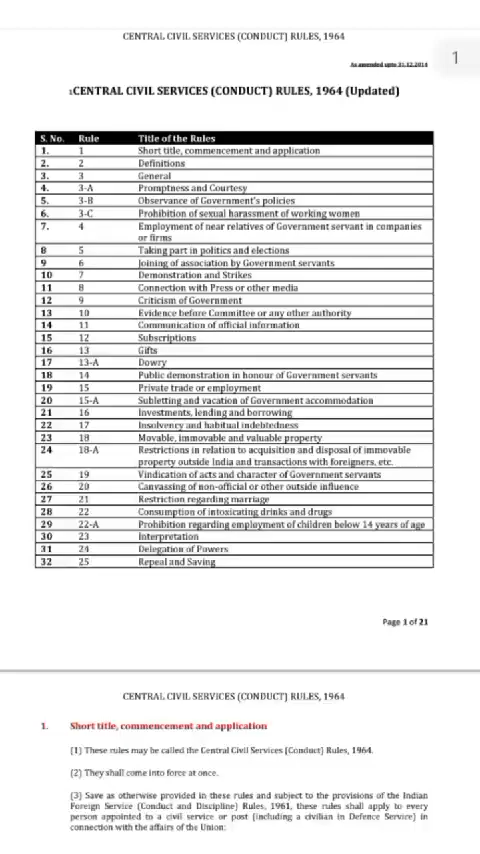 CENTRAL CIVIL SERVICES (CONDUCT) RULES, 1964
As amended upto 31.12.2014
1
1CENTRAL CIVIL SERVICES (CONDUCT) RULES, 1964 (Updated)
S. No. Rule Title of the Rules
1. 1 Short title, commencement and application
2. 2 Definitions
3. 3 General
4. 3-A Promptness and Courtesy
5. 3-B Observance of Government's policies
6. 3-C Prohibition of sexual harassment of working women
7. 4 Employment of near relatives of Government servant in companies
or firms
8 5 Taking part in politics and elections
9 6 Joining of association by Government servants
10 7 Demonstration and Strikes
11 8 Connection with Press or other media
12 9 Criticism of Government
13 10 Evidence before Committee or any other authority
14 11 Communication of official information
15 12 Subscriptions
16 13 Gifts
17 13-A Dowry
18 14 Public demonstration in honour of Government servants
19 15 Private trade or employment
20 15-A Subletting and vacation of Government accommodation
21 16 Investments, lending and borrowing
22 17 Insolvency and habitual indebtedness
23 18 Movable, immovable and valuable property
24 18-A Restrictions in relation to acquisition and disposal of immovable
property outside India and transactions with foreigners, etc.
25 19 Vindication of acts and character of Government servants
26 20 Canvassing of non-official or other outside influence
27 21 Restriction regarding marriage
28 22 Consumption of intoxicating drinks and drugs
29 22-A Prohibition regarding employment of children below 14 years of age
30 23 Interpretation
31 24 Delegation of Powers
32 25 Repeal and Saving
Page 1 of 21
CENTRAL CIVIL SERVICES (CONDUCT) RULES, 1964
1. Short title, commencement and application
(1) These rules may be called the Central Civil Services (Conduct) Rules, 1964.
(2) They shall come into force at once.
(3) Save as otherwise provided in these rules and subject to the provisions of the Indian
Foreign Service (Conduct and Discipline) Rules, 1961, these rules shall apply to every
person appointed to a civil service or post (including a civilian in Defence Service) in
connection with the affairs of the Union: